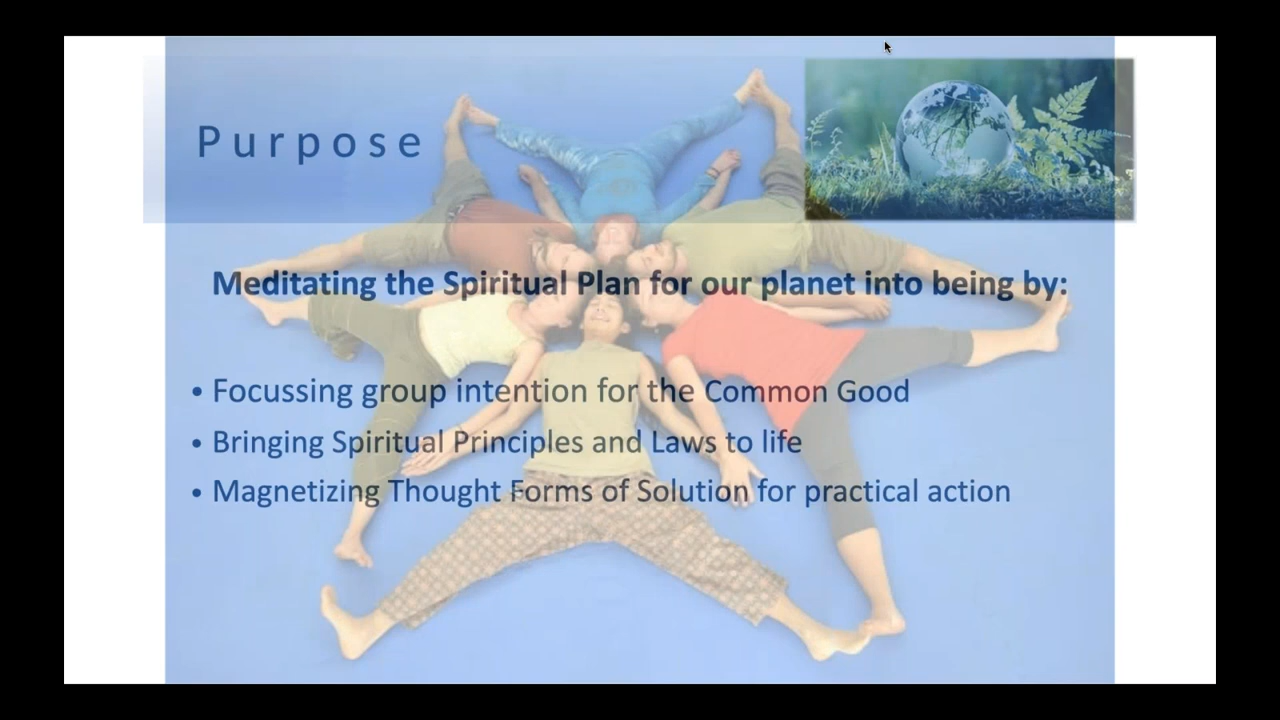 Purpose
Meditating the Spiritual Plan for our planet into being by:
• Focussing group intention for the Common Good
• Bringing Spiritual Principles and Laws to life
• Magnetizing Thought Forms of Solution for practical action